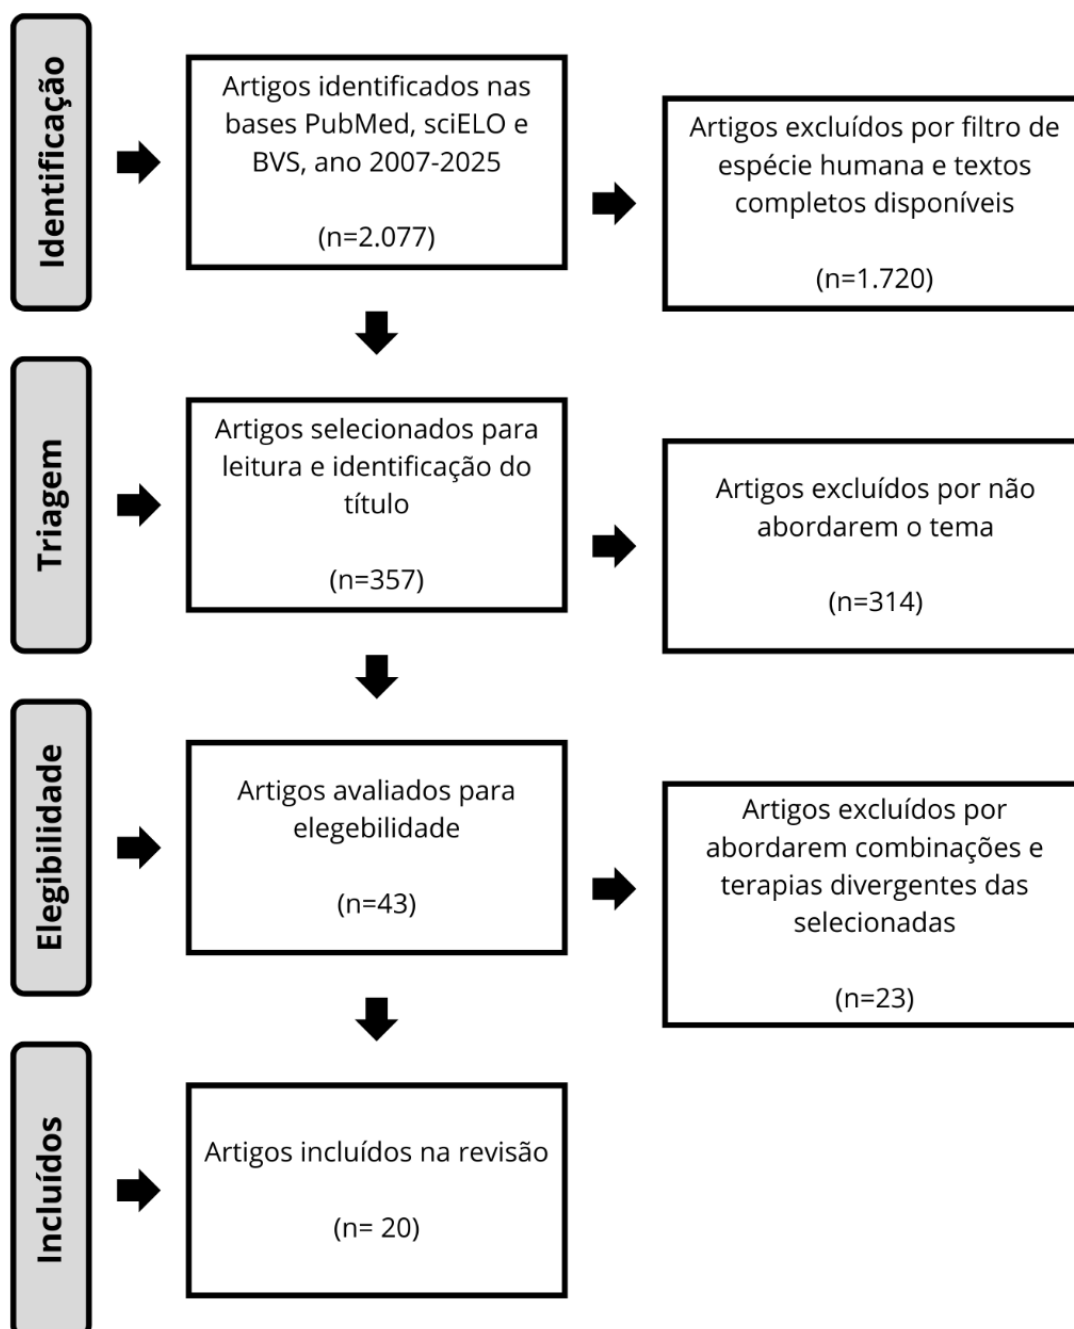 Identificação
Artigos identificados nas
bases PubMed, sciELO e
BVS, ano 2007-2025
(n=2.077)
Artigos excluídos por filtro de
espécie humana e textos
completos disponíveis
(n=1.720)
Triagem
Artigos selecionados para
leitura e identificação do
título
(n=357)
Artigos excluídos por não
abordarem o tema
(n=314)
Elegibilidade
Artigos avaliados para
elegebilidade
(n=43)
Artigos excluídos por
abordarem combinações e
terapias divergentes das
selecionadas
(n=23)
Incluídos
Artigos incluídos na revisão
(n= 20)